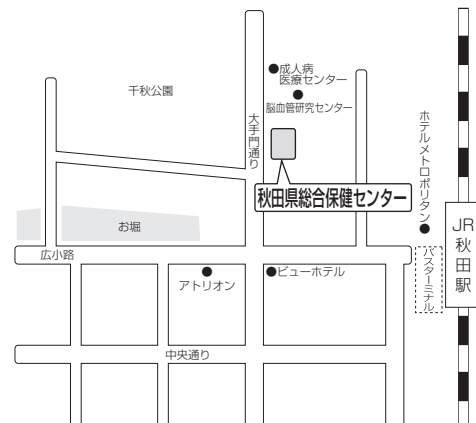 成人病
医療センター
千秋公園
脳血管研究センター
大手門通り
ホテルメトロポリタン
秋田県総合保健センター
お堀
JR
秋田駅
広小路
バスターミナル
アトリオン
ビューホテル
中央通り